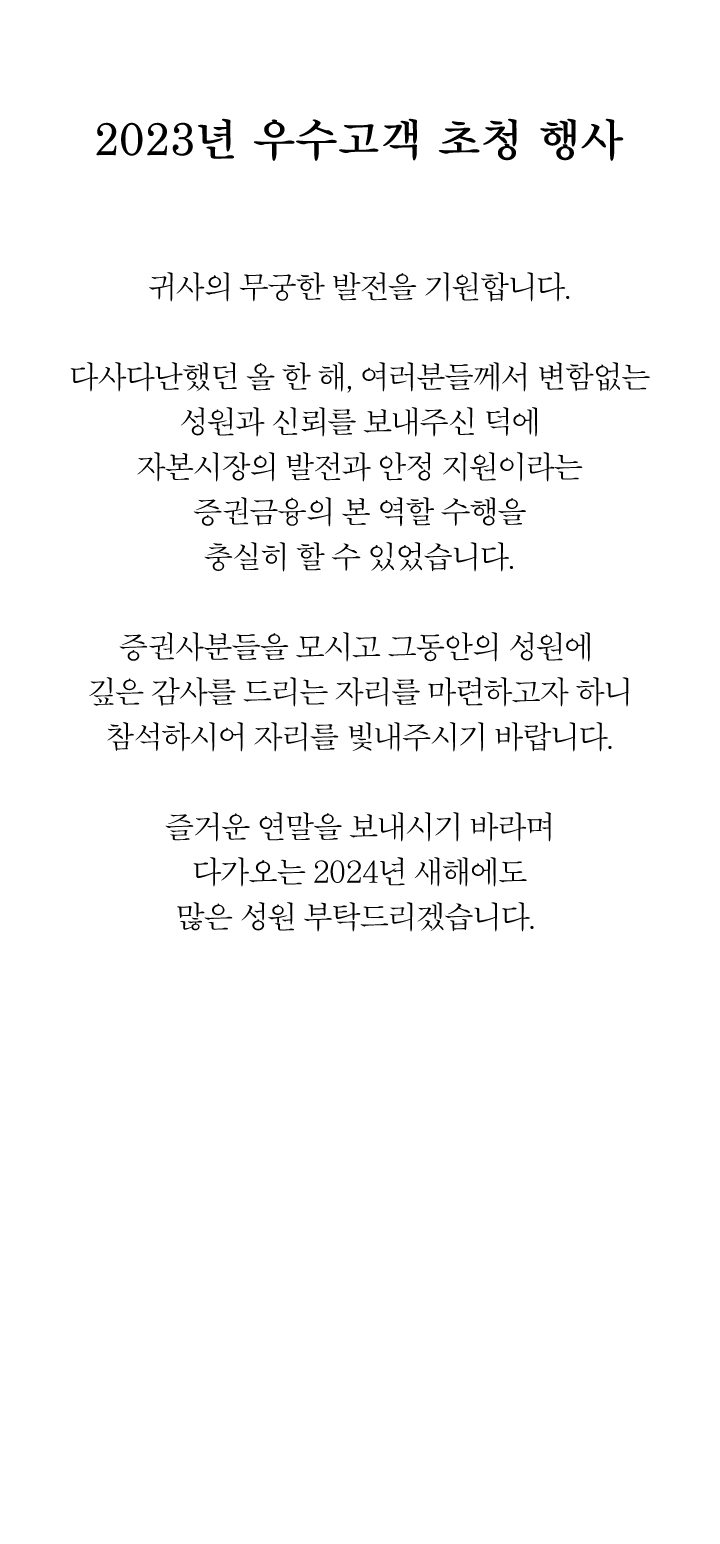 2023년 우수고객 초청 행사
귀사의 무궁한 발전을 기원합니다.
다사다난했던 올 한 해, 여러분들께서 변함없는
성원과 신뢰를 보내주신 덕에
자본시장의 발전과 안정 지원이라는
증권금융의 본 역할 수행을
충실히 할 수 있었습니다.
증권사분들을 모시고 그동안의 성원에
깊은 감사를 드리는 자리를 마련하고자 하니
참석하시어 자리를 빛내주시기 바랍니다.
즐거운 연말을 보내시기 바라며
다가오는 2024년 새해에도
많은 성원 부탁드리겠습니다.